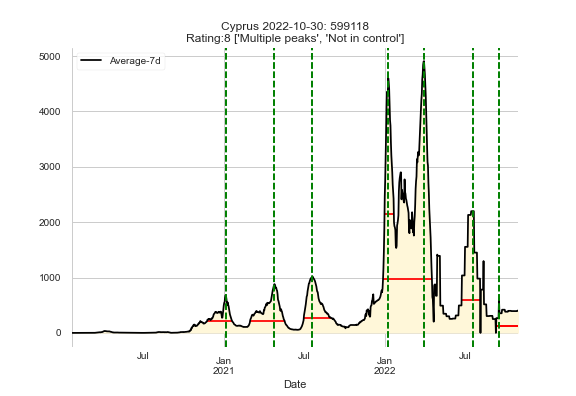 Cyprus 2022-10-30: 599118
Rating:8 ['Multiple peaks', 'Not in control']
Average-7d
5000
4000
3000
2000
1000
0
Jul
Jan
2021
Jul
Jan
2022
Jul
Date